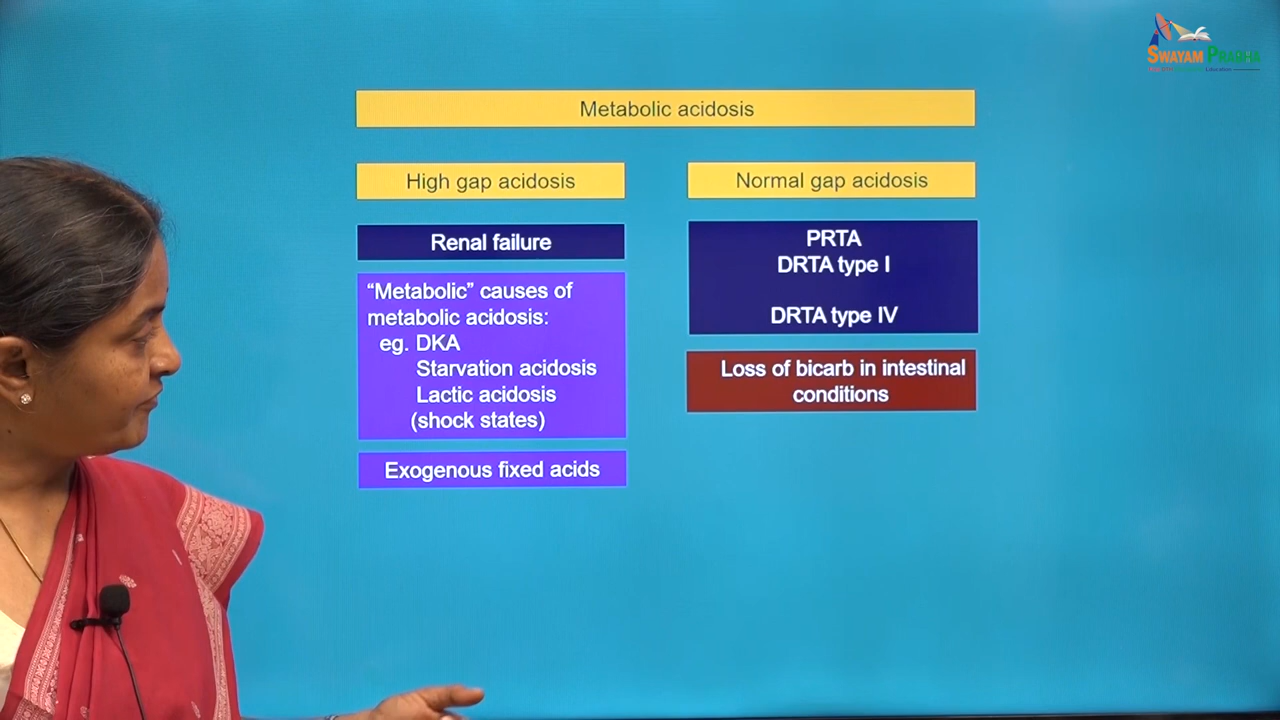 SWAYAM PRABHA
Metabolic acidosis
High gap acidosis
Normal gap acidosis
Renal failure
“Metabolic” causes of
metabolic acidosis:
eg. DKA
Starvation acidosis
Lactic acidosis
(shock states)
Exogenous fixed acids
PRTA
DRTA type I
DRTA type IV
Loss of bicarb in intestinal
conditions